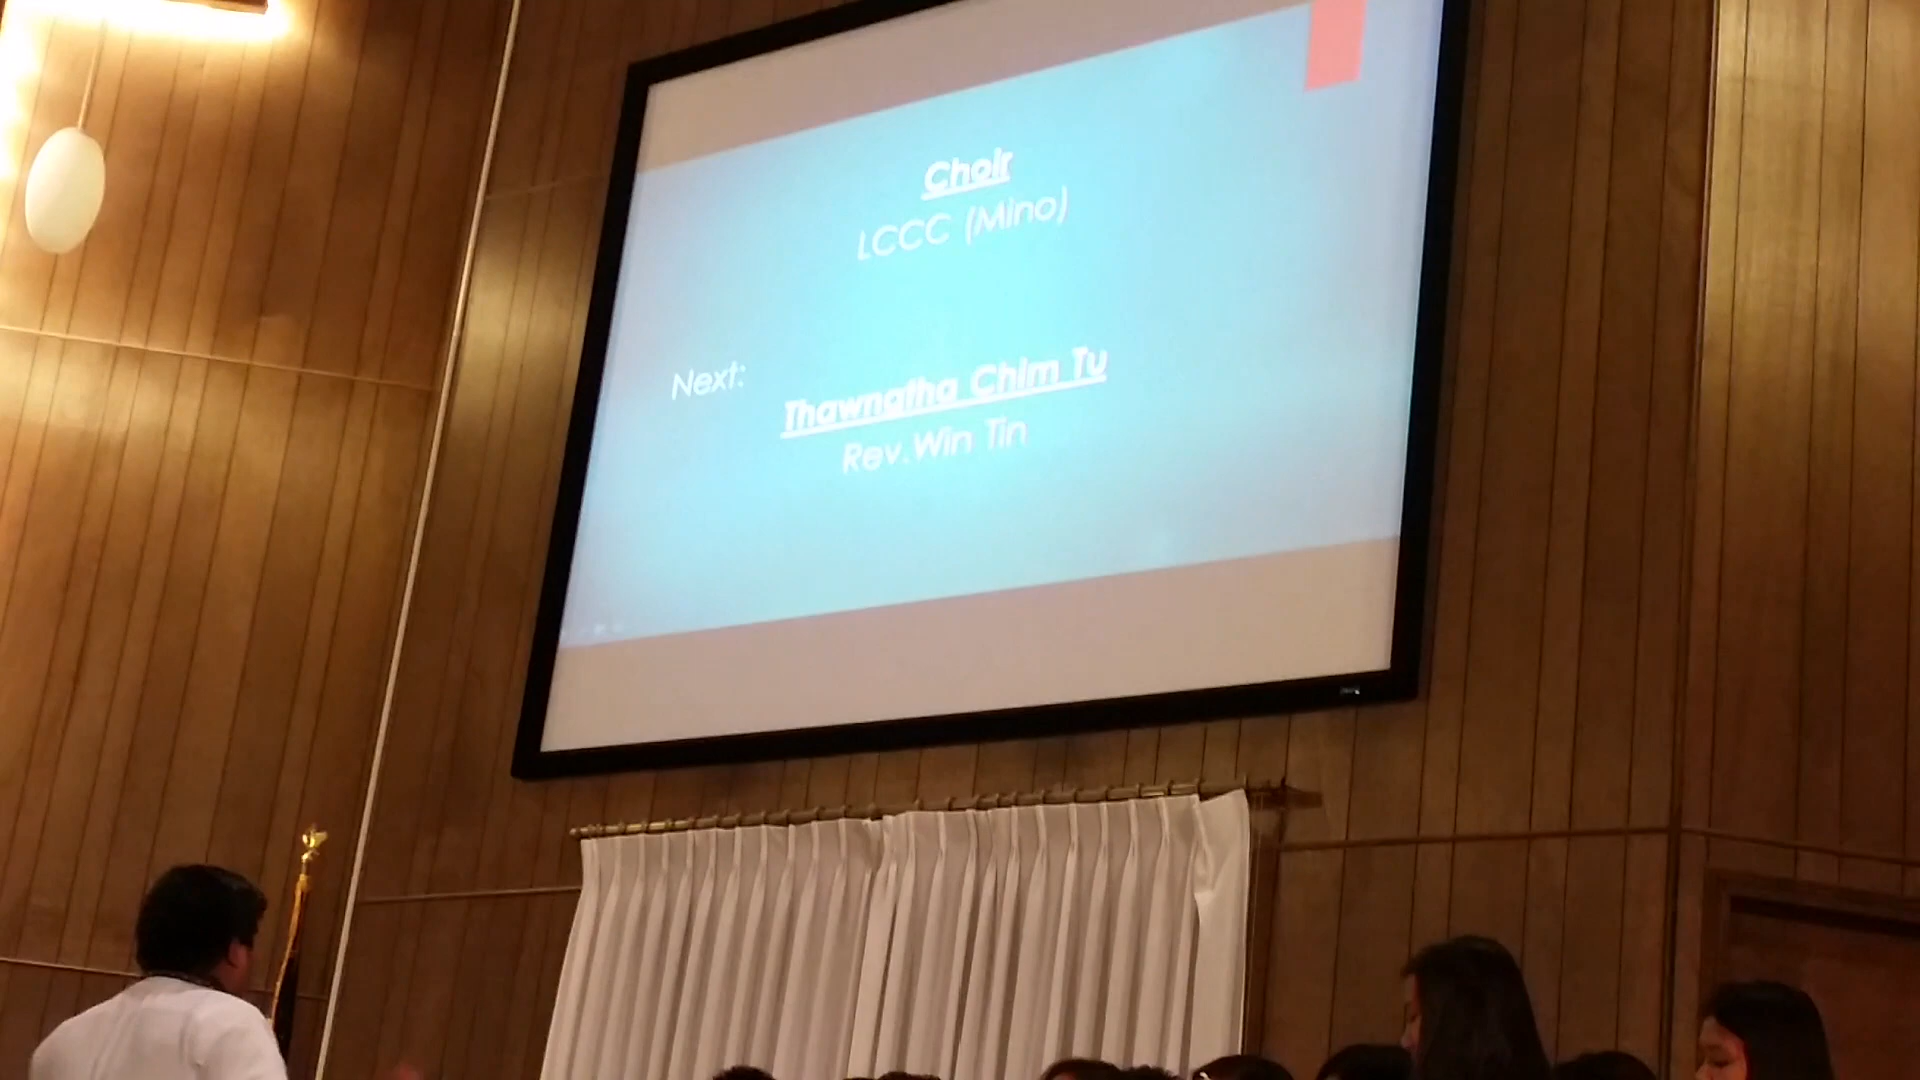 Choir
LCCC (Mino)
Next:
Thawngtha Chim Tu
Rev.Win Tin